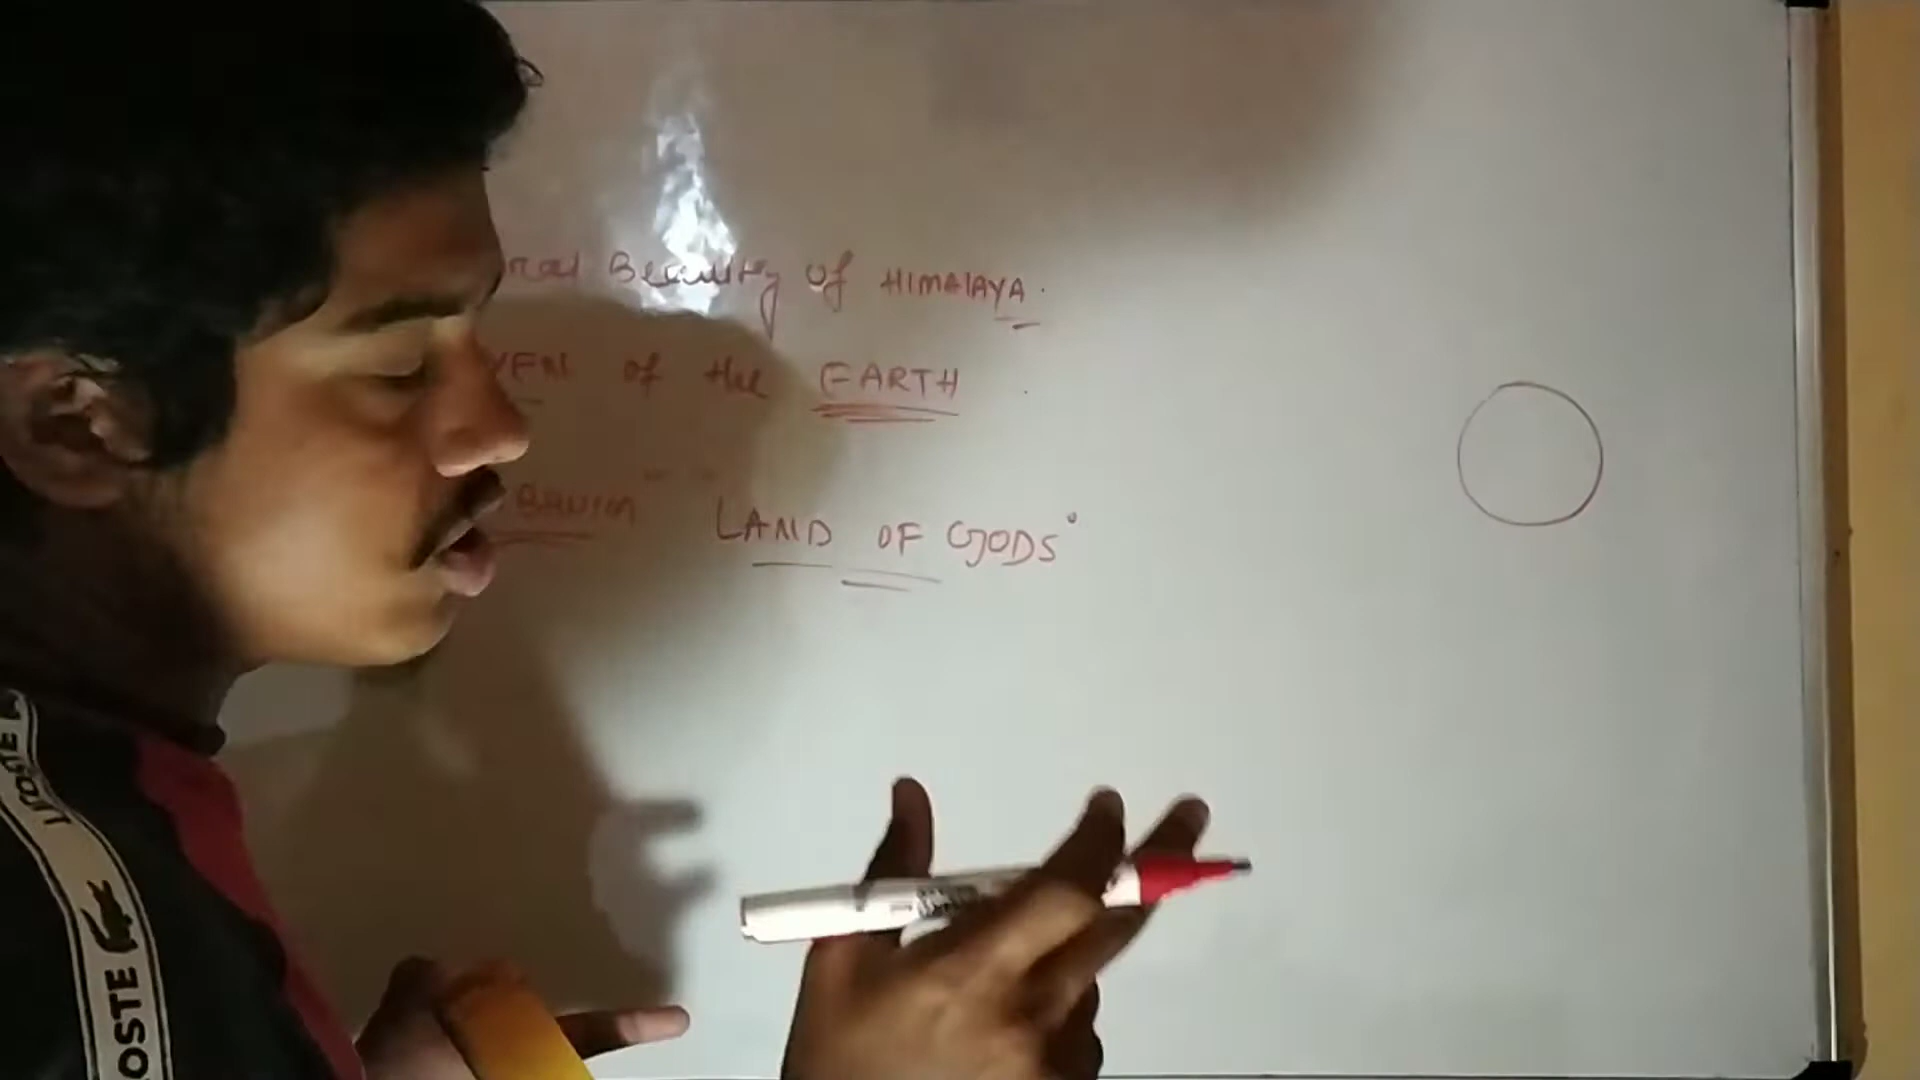 Beauty of HIMALAYA.
of the EARTH
"LAND OF GODS"
LACOSTE